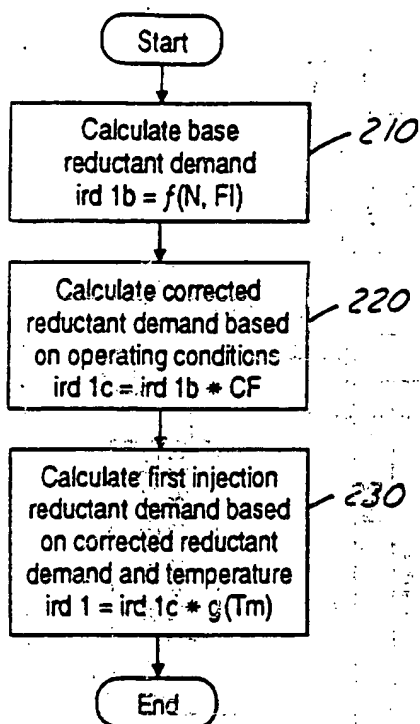 Start
Calculate base
reductant demand
ird 1b = f(N, FI)
210
Calculate corrected
reductant demand based
on operating conditions
ird 1c = ird 1b * CF
220
Calculate first injection
reductant demand based
on corrected reductant
demand and temperature
ird 1 = ird 1c * g(Tm)
230
End